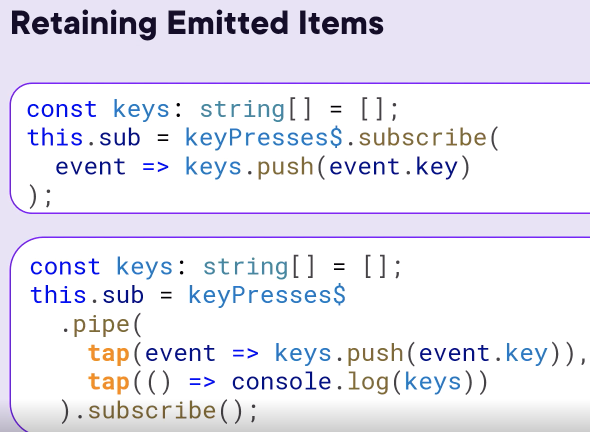 Retaining Emitted Items
const keys: string[] = [];
this.sub = keyPresses$.subscribe(
  event => keys.push(event.key)
);
const keys: string[] = [];
this.sub = keyPresses$
  .pipe(
    tap(event => keys.push(event.key)),
    tap(() => console.log(keys))
  ).subscribe();